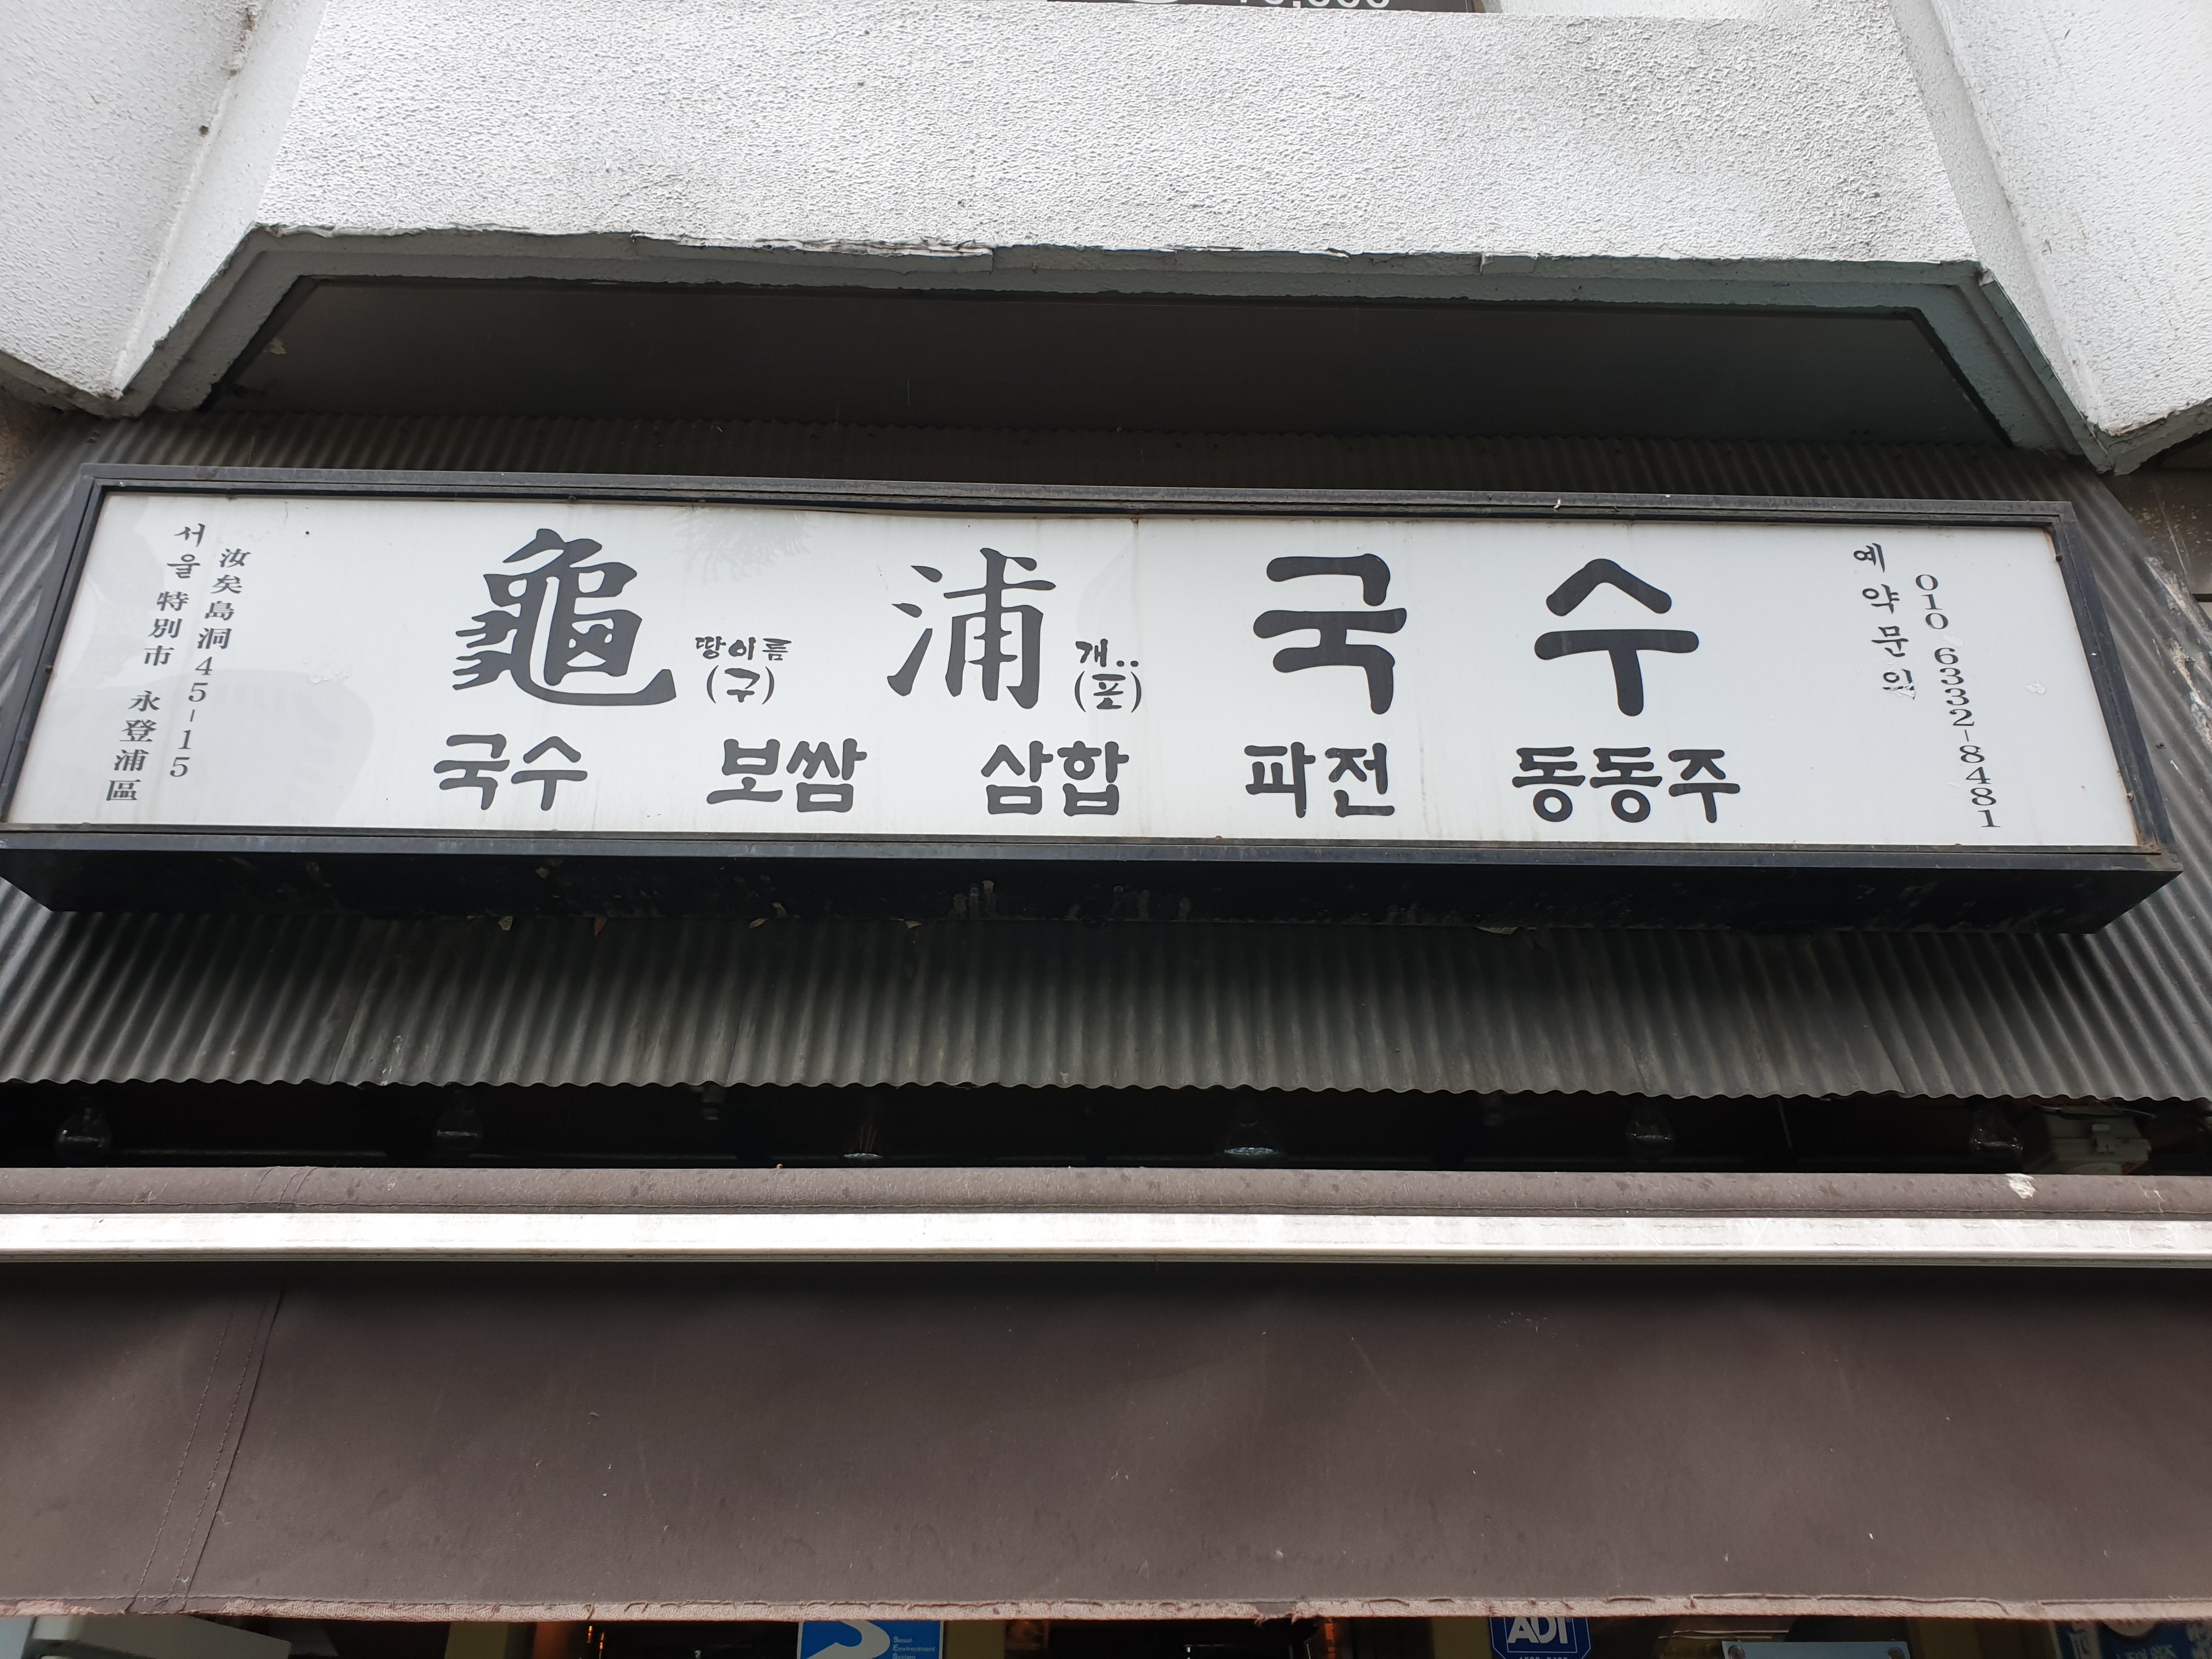 서울特別市 永登浦區
汝矣島洞 45-15
龜 땅이름(구) 浦 개..(포) 국수
국수 보쌈 삼합 파전 동동주
예약문의
010 6332-8481
ADT